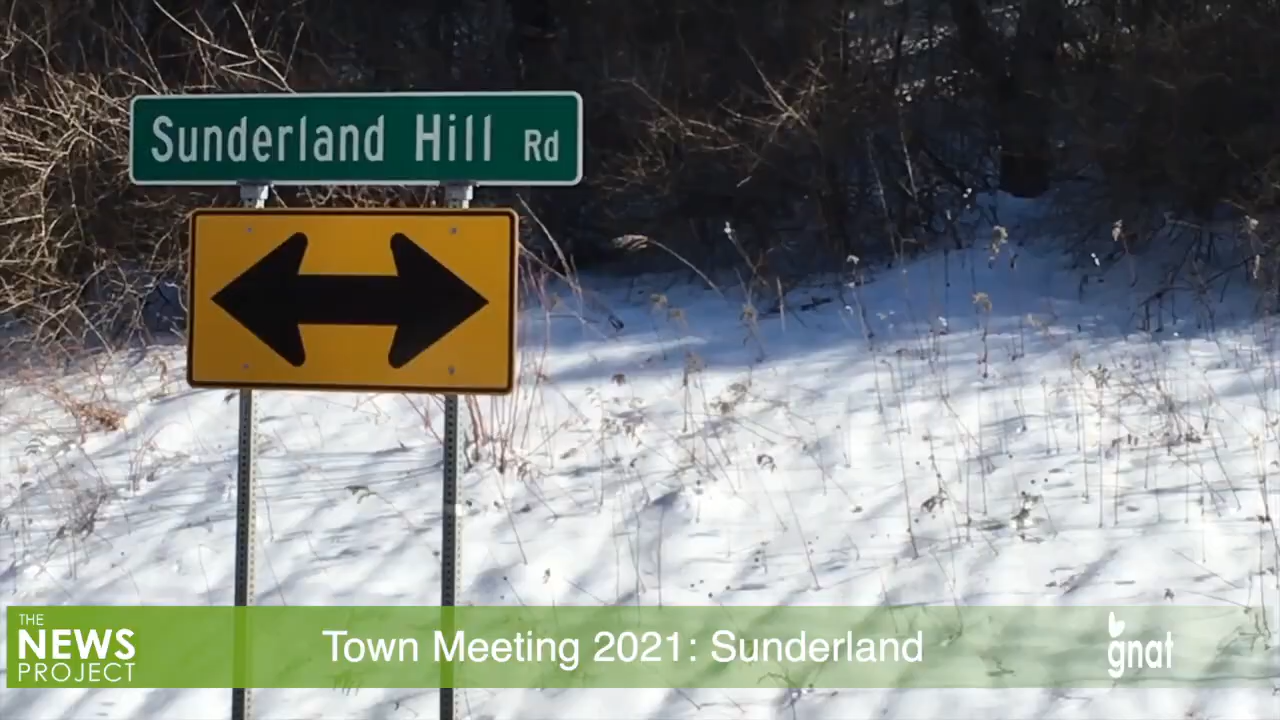 Sunderland Hill Rd
THE
NEWS
PROJECT
Town Meeting 2021: Sunderland
gnat